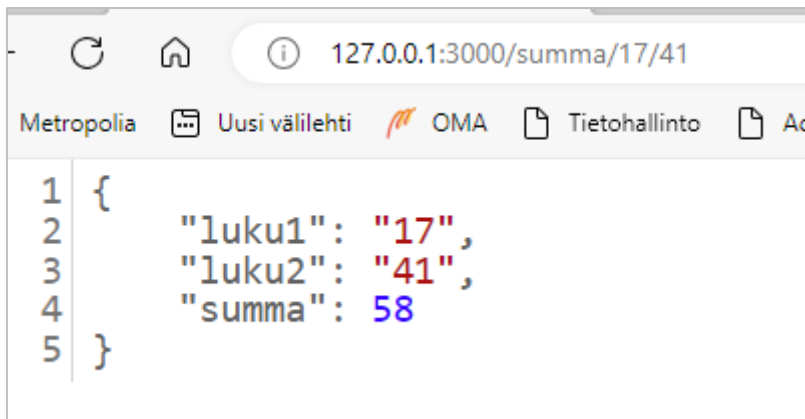 127.0.0.1:3000/summa/17/41
Metropolia Uusi välilehti OMA Tietohallinto
1 {
2 "luku1": "17",
3 "luku2": "41",
4 "summa": 58
5 }